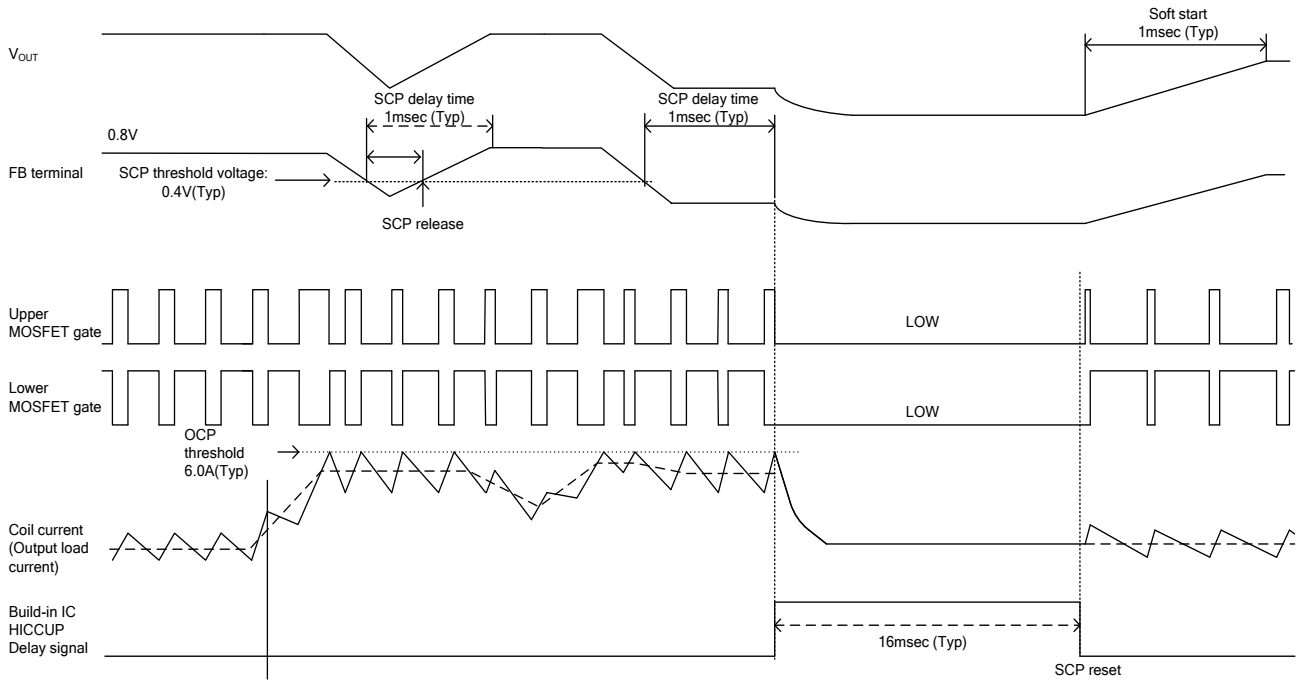 Soft start
1msec (Typ)
VOUT
SCP delay time
1msec (Typ)
SCP delay time
1msec (Typ)
0.8V
FB terminal
SCP threshold voltage:
0.4V(Typ)
SCP release
Upper
MOSFET gate
LOW
Lower
MOSFET gate
LOW
OCP
threshold
6.0A(Typ)
Coil current
(Output load
current)
Build-in IC
HICCUP
Delay signal
16msec (Typ)
SCP reset